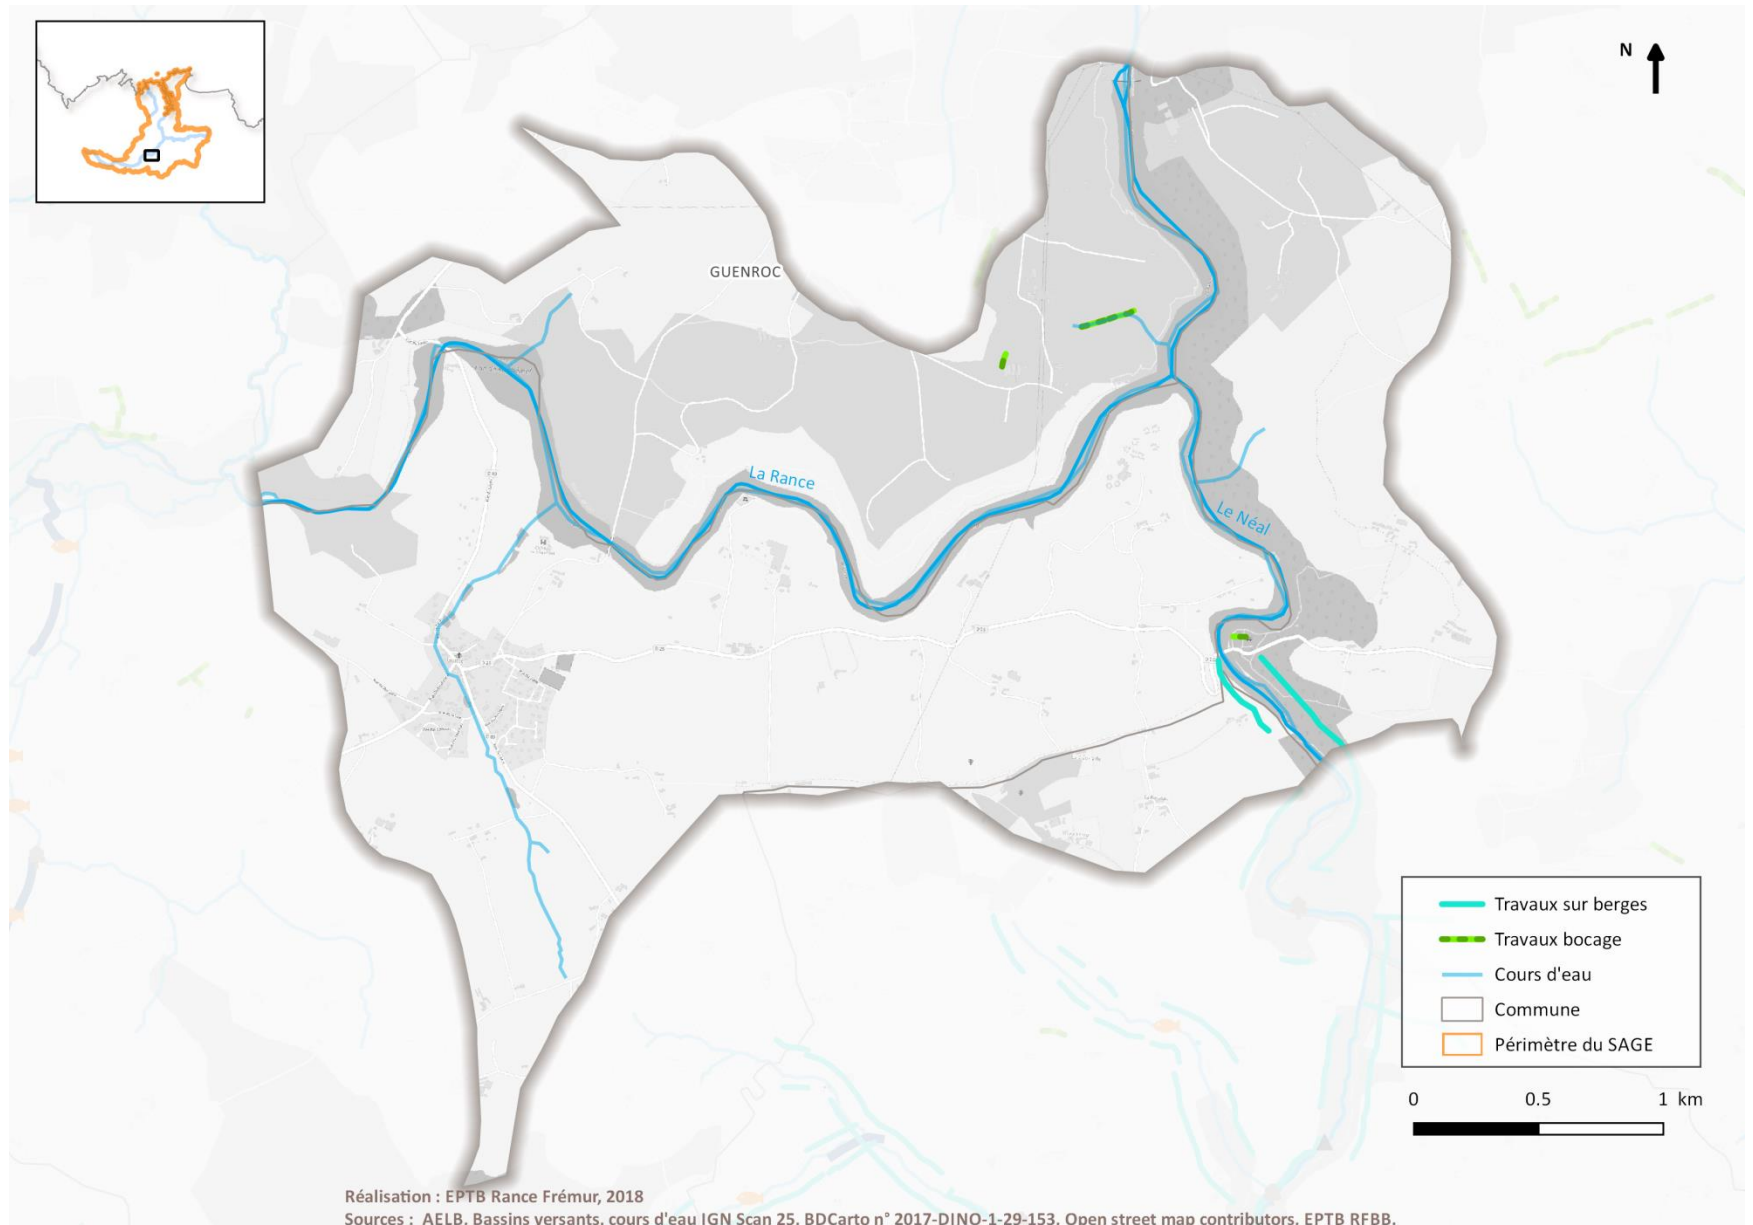 N
GUENROC
La Rance
Le Néal
Travaux sur berges
Travaux bocage
Cours d'eau
Commune
Périmètre du SAGE
0 0.5 1 km
Réalisation : EPTB Rance Frémur, 2018
Sources : AELB, Bassins versants, cours d'eau IGN Scan 25, BDCarto n° 2017-DINO-1-29-153, Open street map contributors, EPTB RFBB.